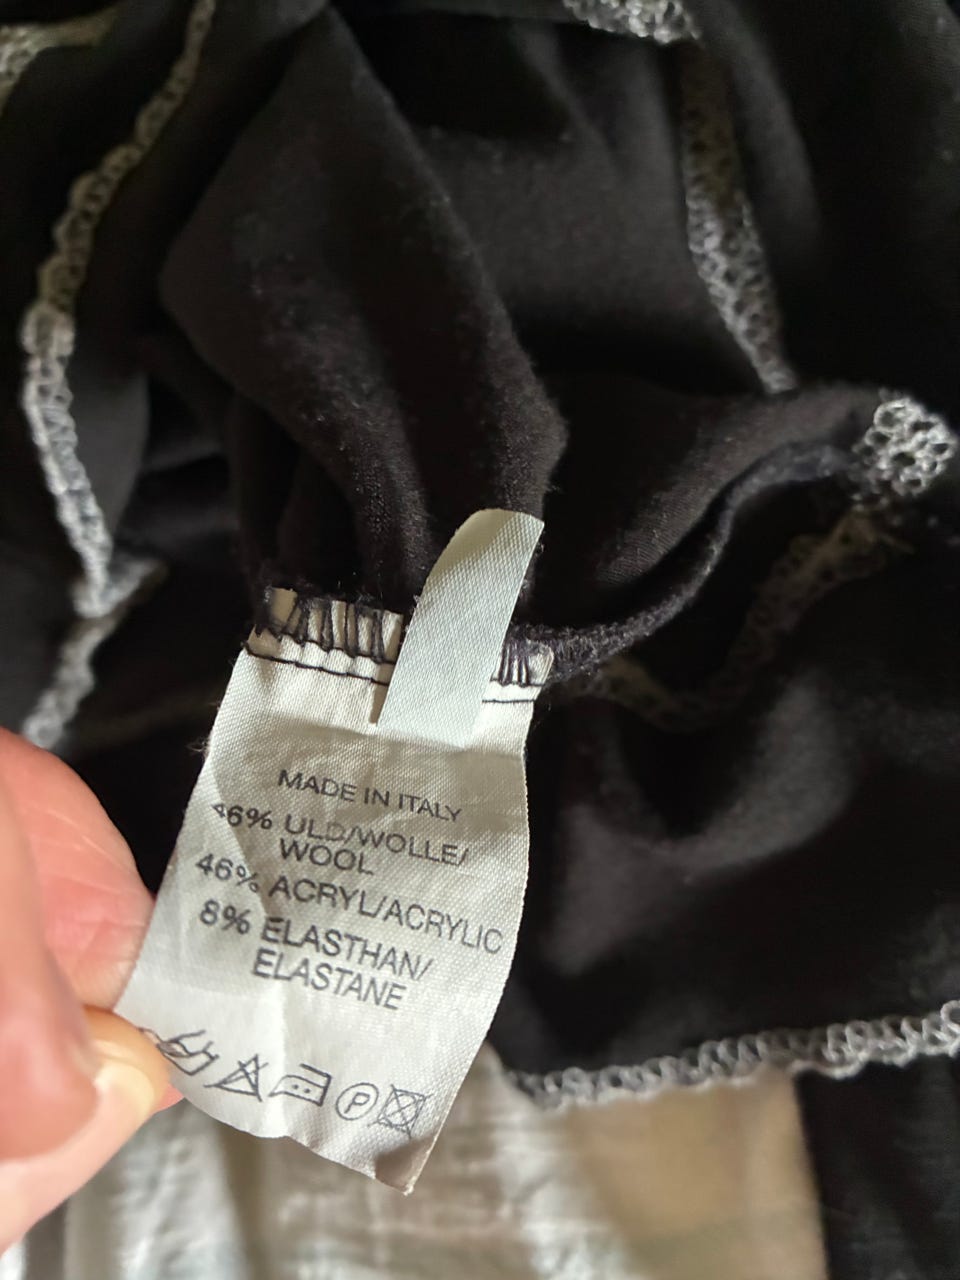 MADE IN ITALY
46% ULD/WOLLE/
WOOL
46% ACRYL/ACRYLIC
8% ELASTHAN/
ELASTANE
P